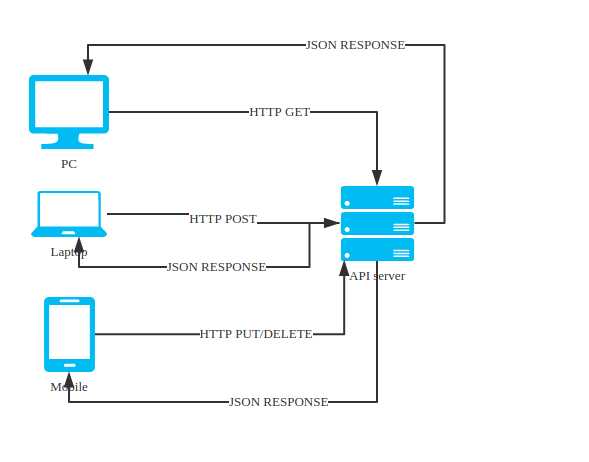 JSON RESPONSE
HTTP GET
PC
HTTP POST
Laptop
JSON RESPONSE
API server
HTTP PUT/DELETE
Mobile
JSON RESPONSE